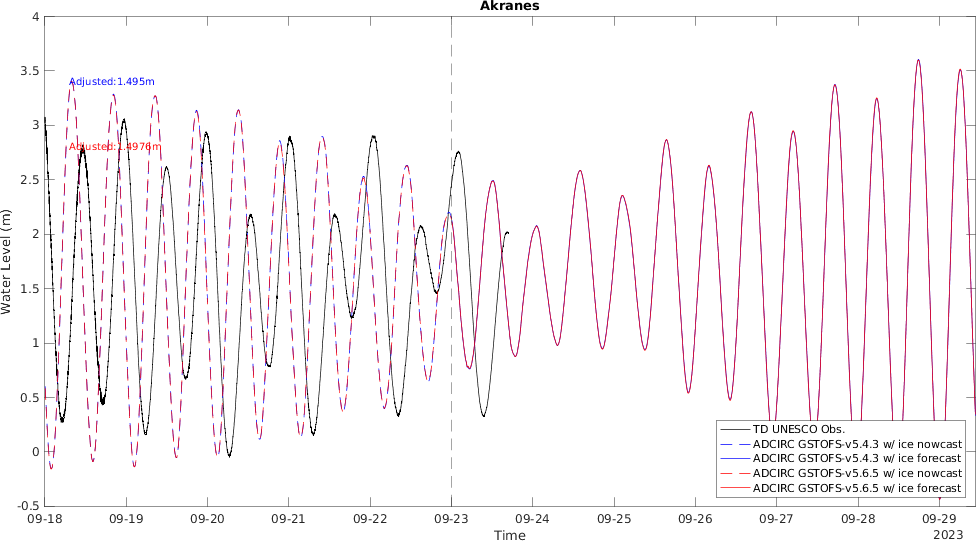 Akranes
Water Level (m)
4
3.5
3
2.5
2
1.5
1
0.5
0
-0.5
Adjusted:1.495m
Adjusted:1.4976m
TD UNESCO Obs.
ADCIRC GSTOFS-v5.4.3 w/ ice nowcast
ADCIRC GSTOFS-v5.4.3 w/ ice forecast
ADCIRC GSTOFS-v5.6.5 w/ ice nowcast
ADCIRC GSTOFS-v5.6.5 w/ ice forecast
09-18 09-19 09-20 09-21 09-22 09-23 09-24 09-25 09-26 09-27 09-28 09-29
Time
2023